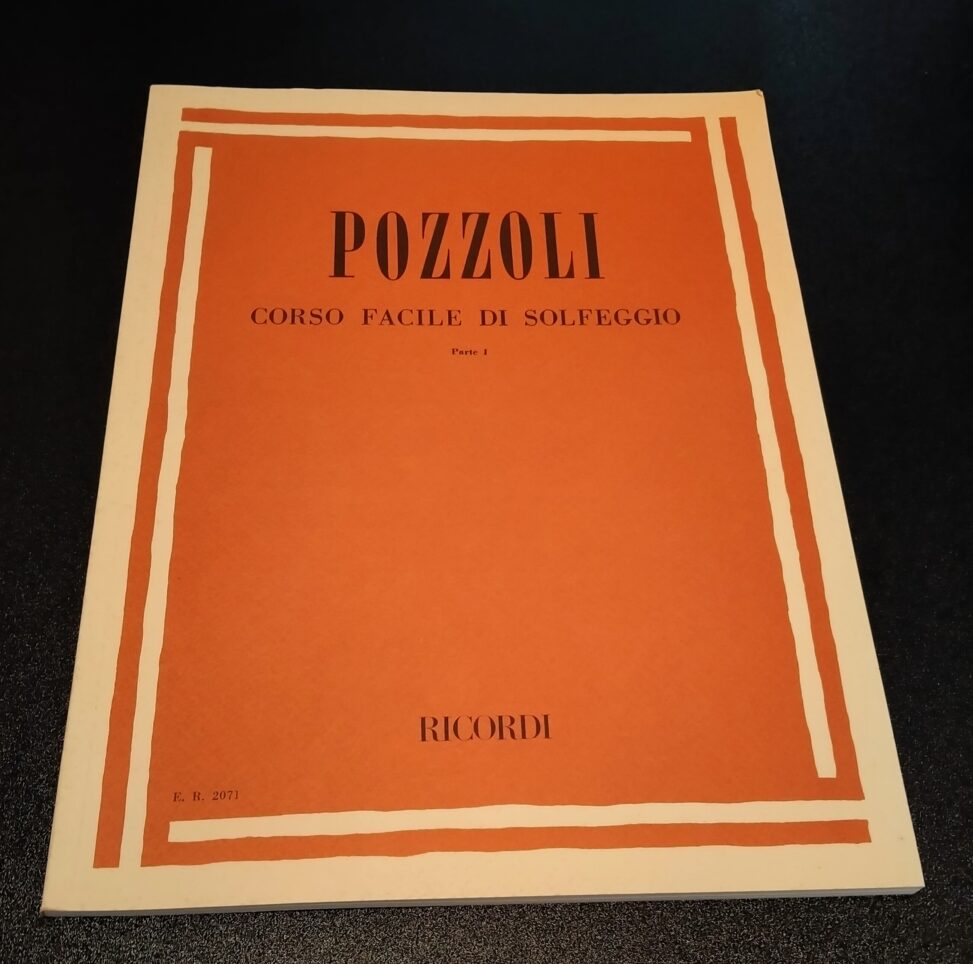 POZZOLI
CORSO FACILE DI SOLFEGGIO
Parte I
RICORDI
E. R. 2071